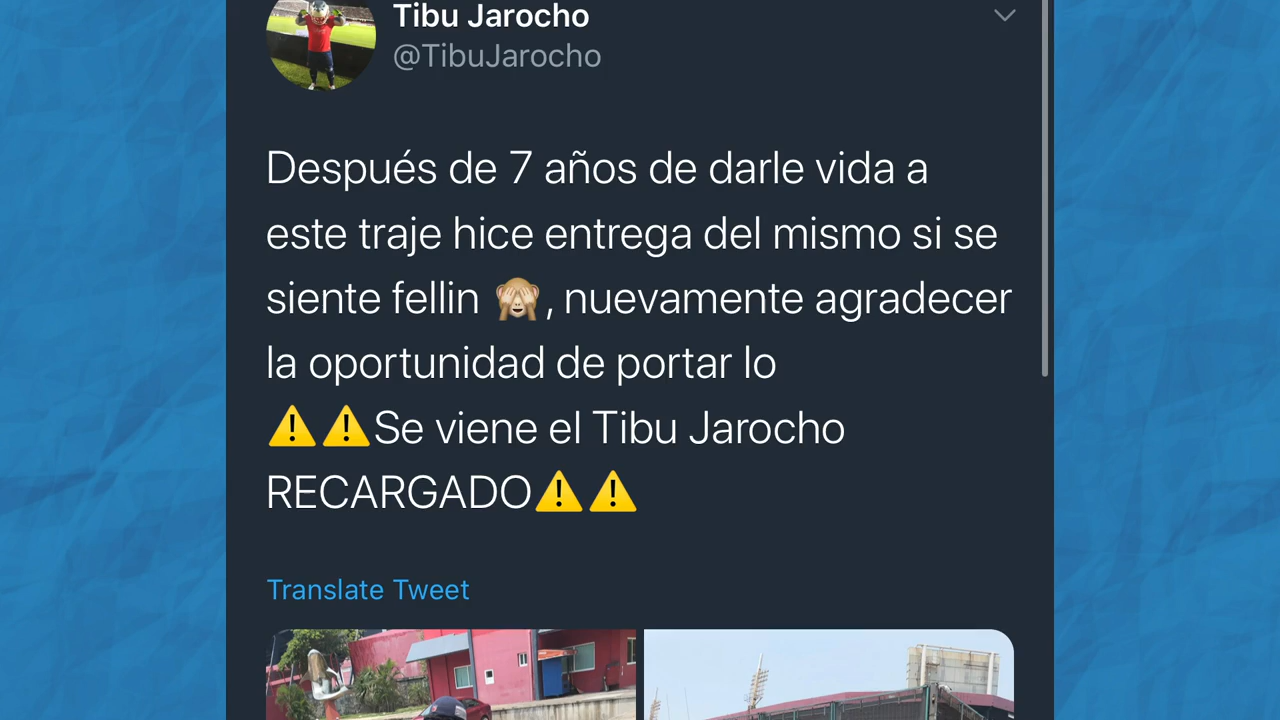 Tibu Jarocho
@TibuJarocho
Después de 7 años de darle vida a
este traje hice entrega del mismo si se
siente fellin 🙈, nuevamente agradecer
la oportunidad de portar lo
⚠️⚠️Se viene el Tibu Jarocho
RECARGADO⚠️⚠️
Translate Tweet